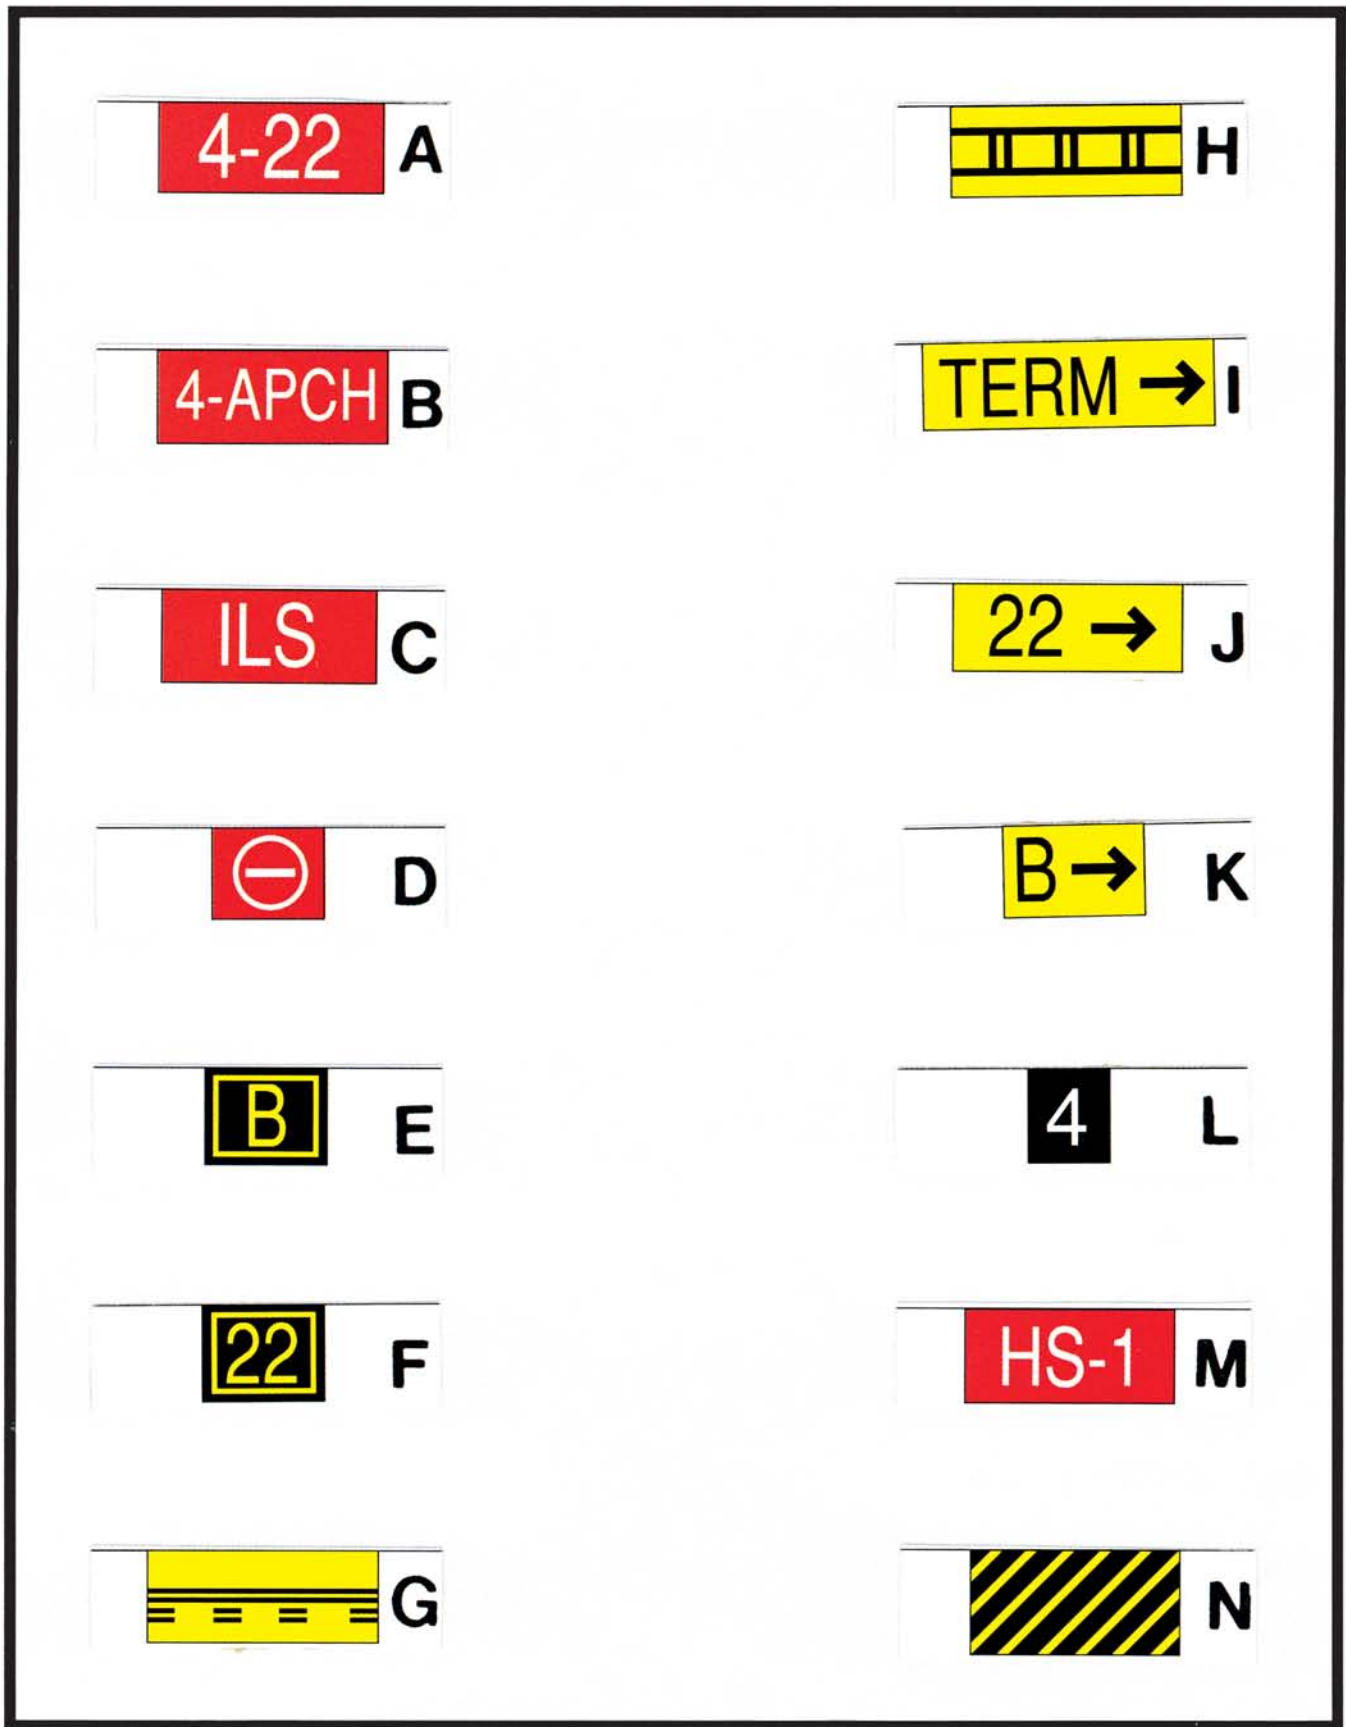 4-22 A
4-APCH B
ILS C
D
B E
22 F
G
H
TERM → I
22 → J
B → K
4 L
HS-1 M
N